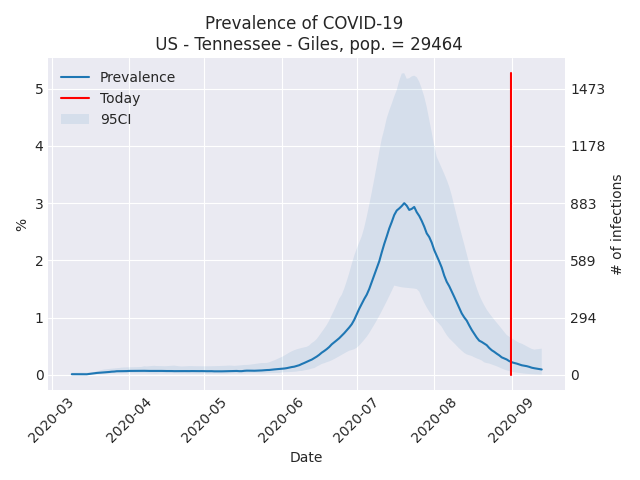 Prevalence of COVID-19
US - Tennessee - Giles, pop. = 29464
Prevalence
Today
95CI
5
4
3
2
1
0
%
1473
1178
883
589
294
0
# of infections
2020-03
2020-04
2020-05
2020-06
2020-07
2020-08
2020-09
Date